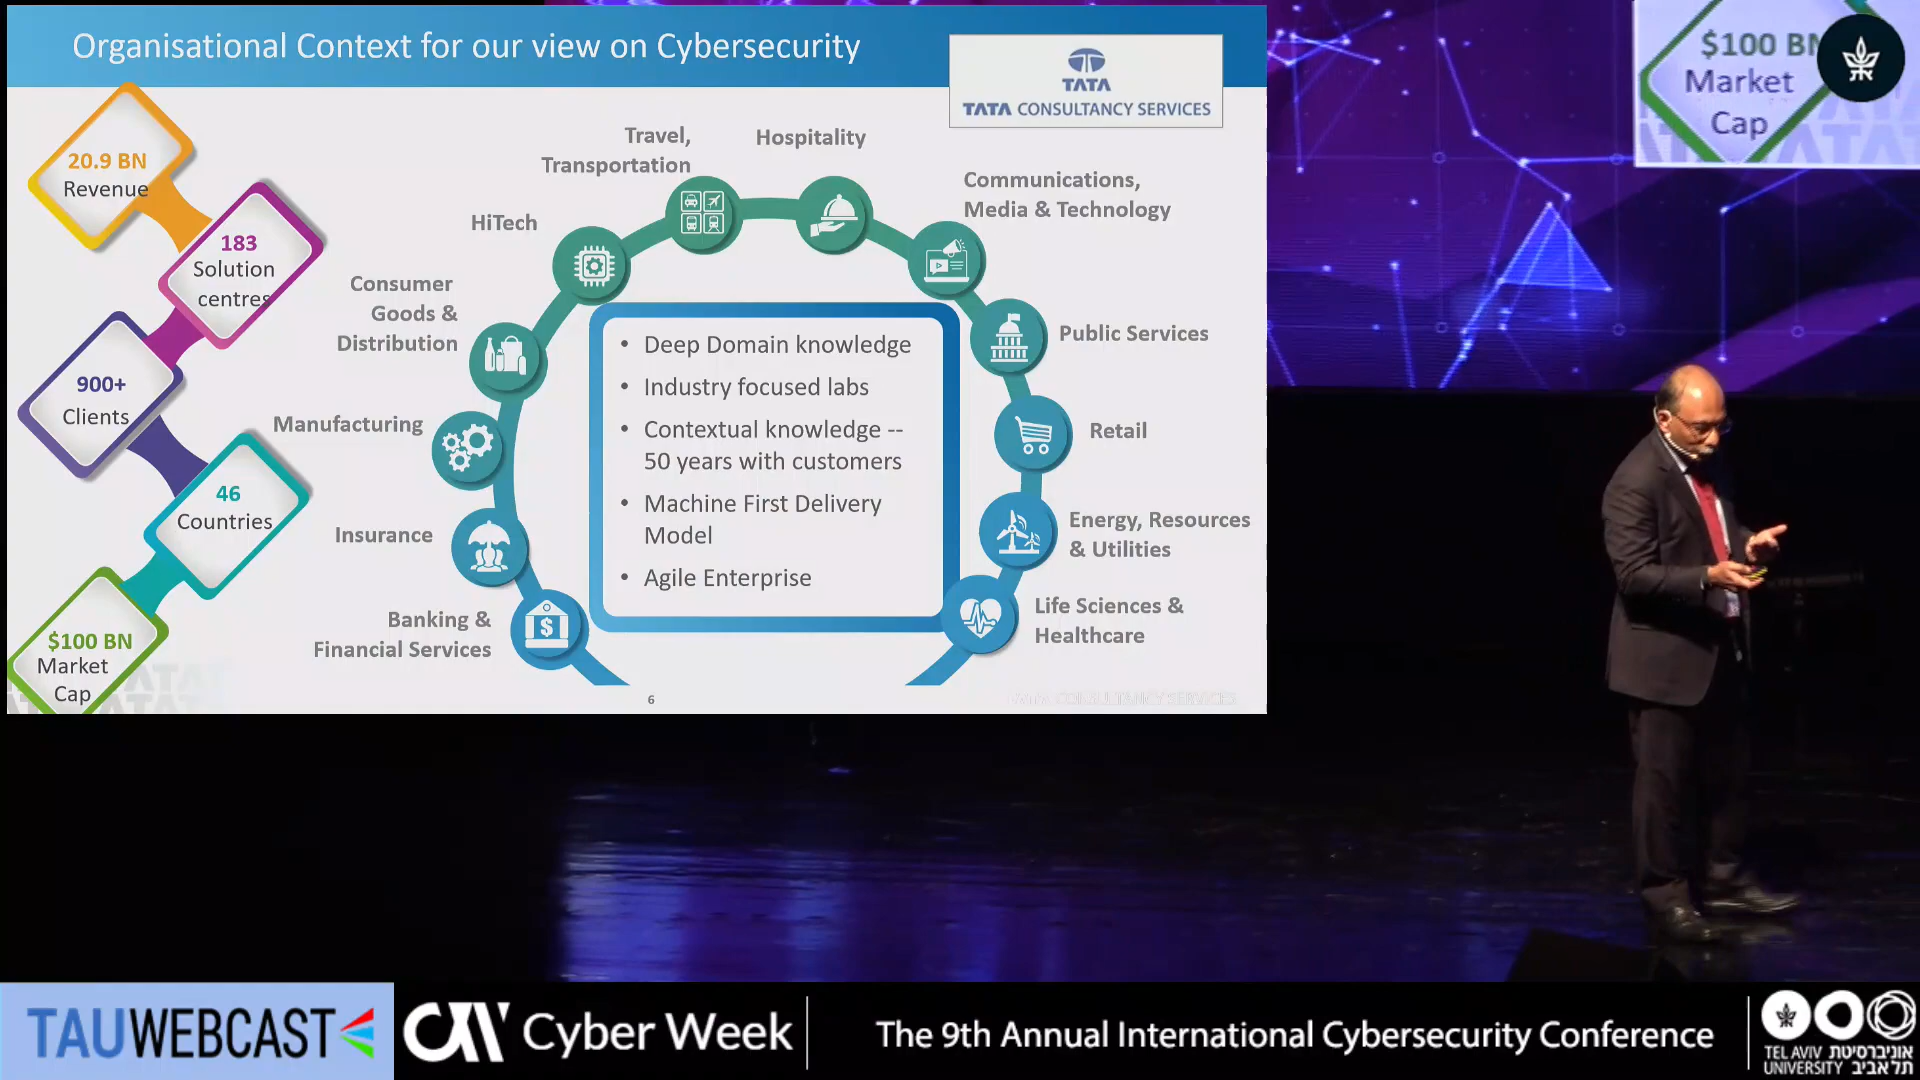 Organisational Context for our view on Cybersecurity
TATA
TATA CONSULTANCY SERVICES
20.9 BN
Revenue
183
Solution
centres
900+
Clients
46
Countries
$100 BN
Market
Cap
Travel,
Transportation
Hospitality
Communications,
Media & Technology
HiTech
Consumer
Goods &
Distribution
Public Services
Manufacturing
Retail
Insurance
Energy, Resources
& Utilities
Banking &
Financial Services
Life Sciences &
Healthcare
• Deep Domain knowledge
• Industry focused labs
• Contextual knowledge --
50 years with customers
• Machine First Delivery
Model
• Agile Enterprise
6
TATA CONSULTANCY SERVICES
$100 BN
Market
Cap
TAUWEBCAST
Cyber Week
The 9th Annual International Cybersecurity Conference
TEL AVIV אוניברסיטת
UNIVERSITY תל אביב